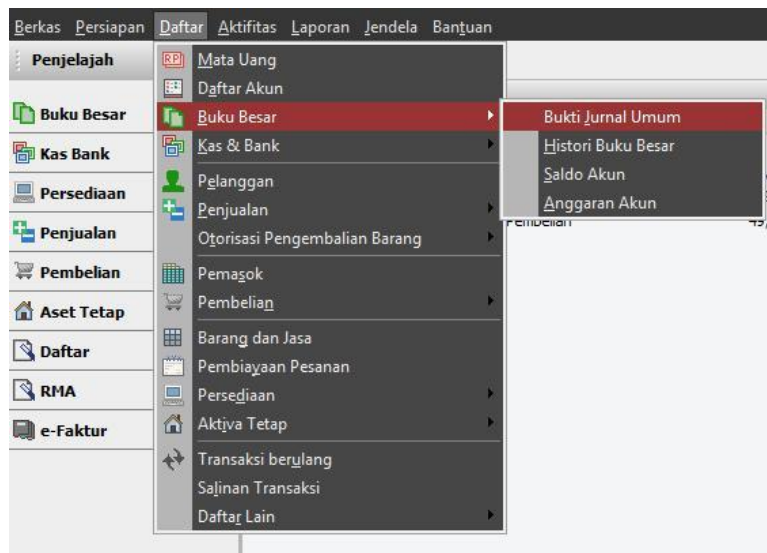 Berkas Persiapan Daftar Aktifitas Laporan Jendela Bantuan
Penjelajah
Buku Besar
Kas Bank
Persediaan
Penjualan
Pembelian
Aset Tetap
Daftar
RMA
e-Faktur
RP
Mata Uang
Daftar Akun
Buku Besar
Kas & Bank
Pelanggan
Penjualan
Otorisasi Pengembalian Barang
Pemasok
Pembelian
Barang dan Jasa
Pembiayaan Pesanan
Persediaan
Aktiva Tetap
Transaksi berulang
Salinan Transaksi
Daftar Lain
Bukti Jurnal Umum
Histori Buku Besar
Saldo Akun
Anggaran Akun
Pembelian